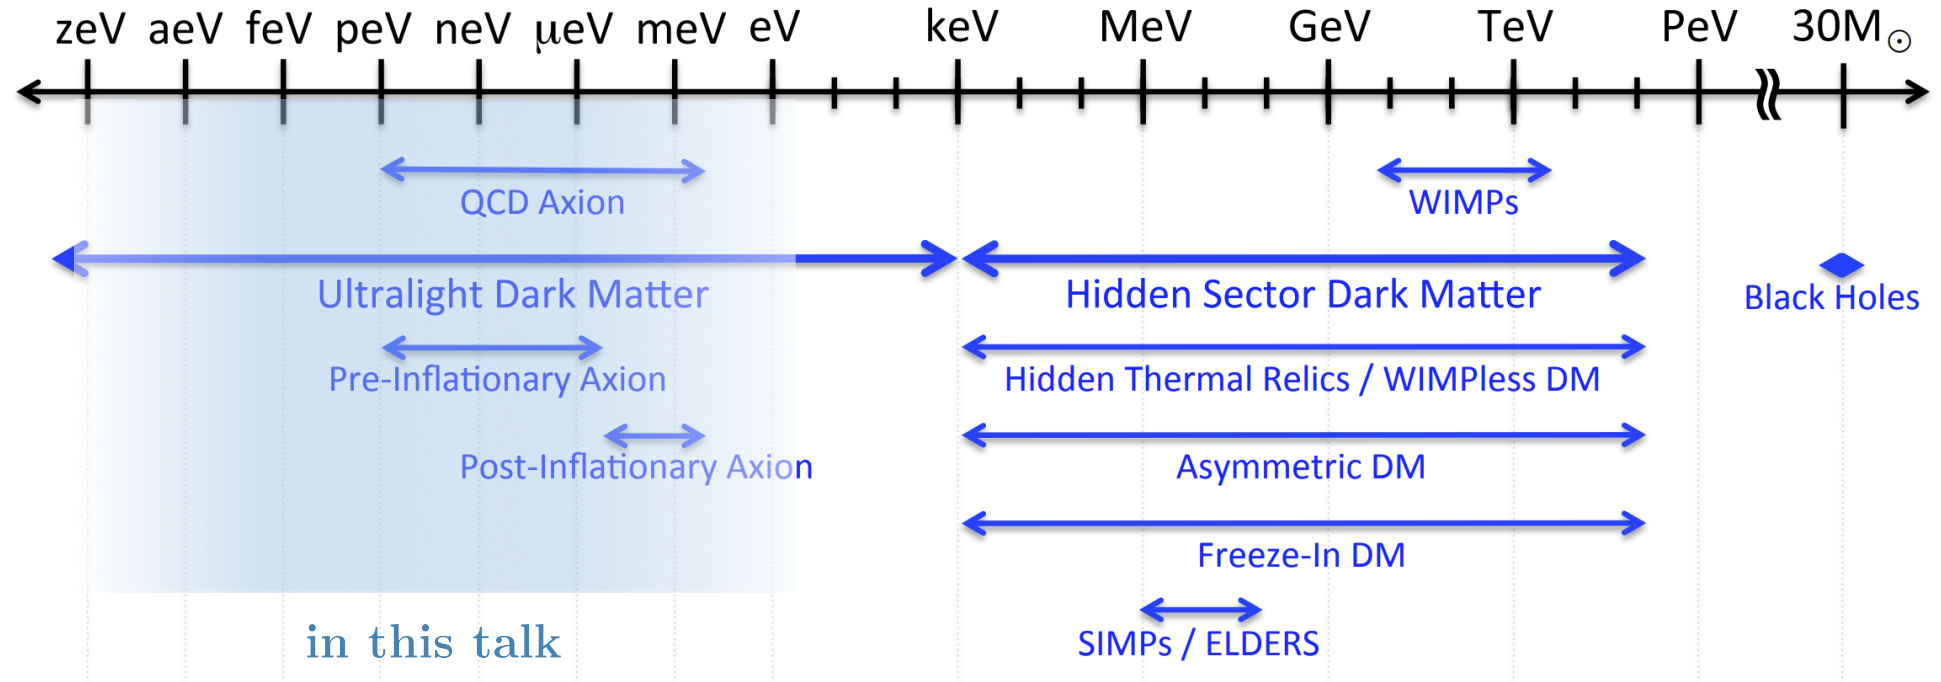 zeV aeV feV peV neV μeV meV eV keV MeV GeV TeV PeV 30M☉
QCD Axion WIMPs
Ultralight Dark Matter Hidden Sector Dark Matter Black Holes
Pre-Inflationary Axion Hidden Thermal Relics / WIMPless DM
Post-Inflationary Axion Asymmetric DM
Freeze-In DM
in this talk SIMPs / ELDERS